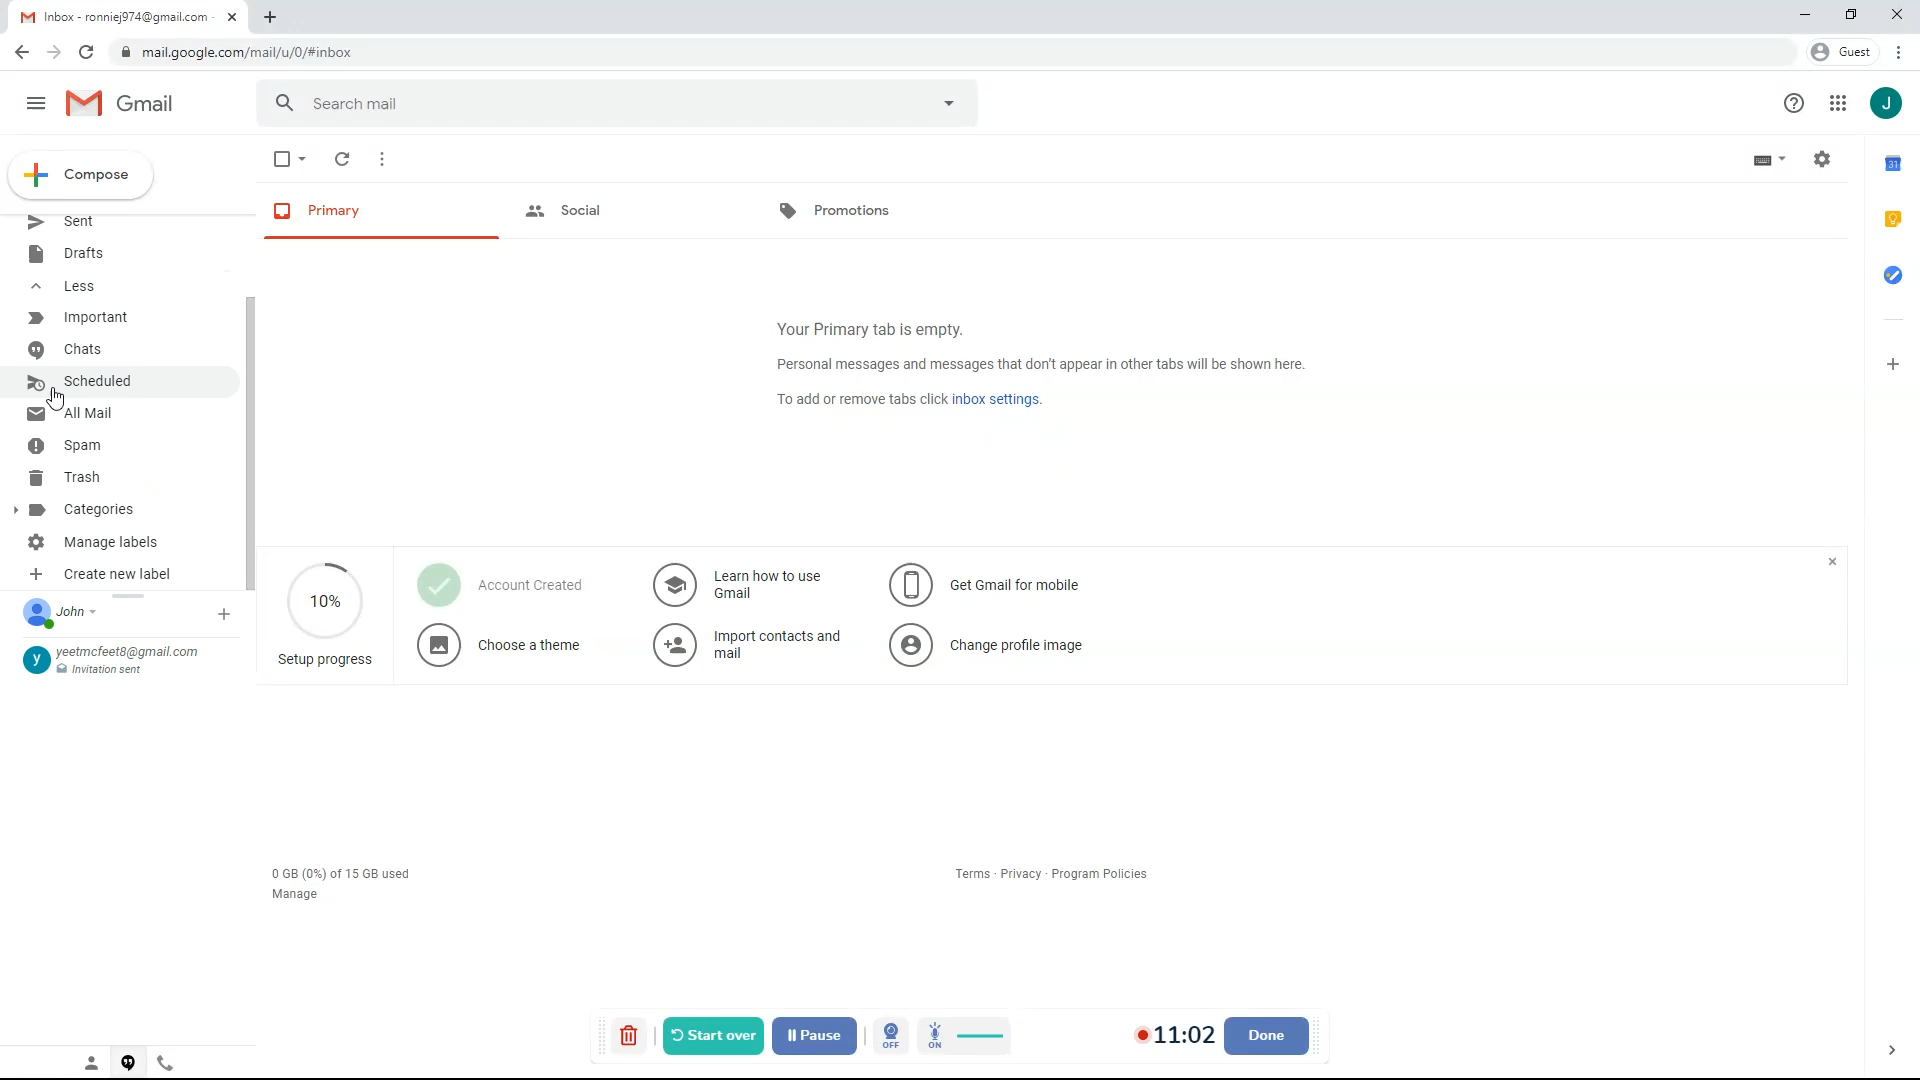 Inbox - ronniej974@gmail.com -
mail.google.com/mail/u/0/#inbox
Guest
Gmail
Search mail
J
Compose
Sent
Drafts
Less
Important
Chats
Scheduled
All Mail
Spam
Trash
Categories
Manage labels
Create new label
John
y
yeetmcfeet8@gmail.com
Invitation sent
Primary
Social
Promotions
31
Your Primary tab is empty.
Personal messages and messages that don't appear in other tabs will be shown here.
To add or remove tabs click inbox settings.
10%
Setup progress
Account Created
Learn how to use
Gmail
Get Gmail for mobile
Choose a theme
Import contacts and
mail
Change profile image
0 GB (0%) of 15 GB used
Manage
Terms · Privacy · Program Policies
Start over
Pause
OFF
ON
11:02
Done